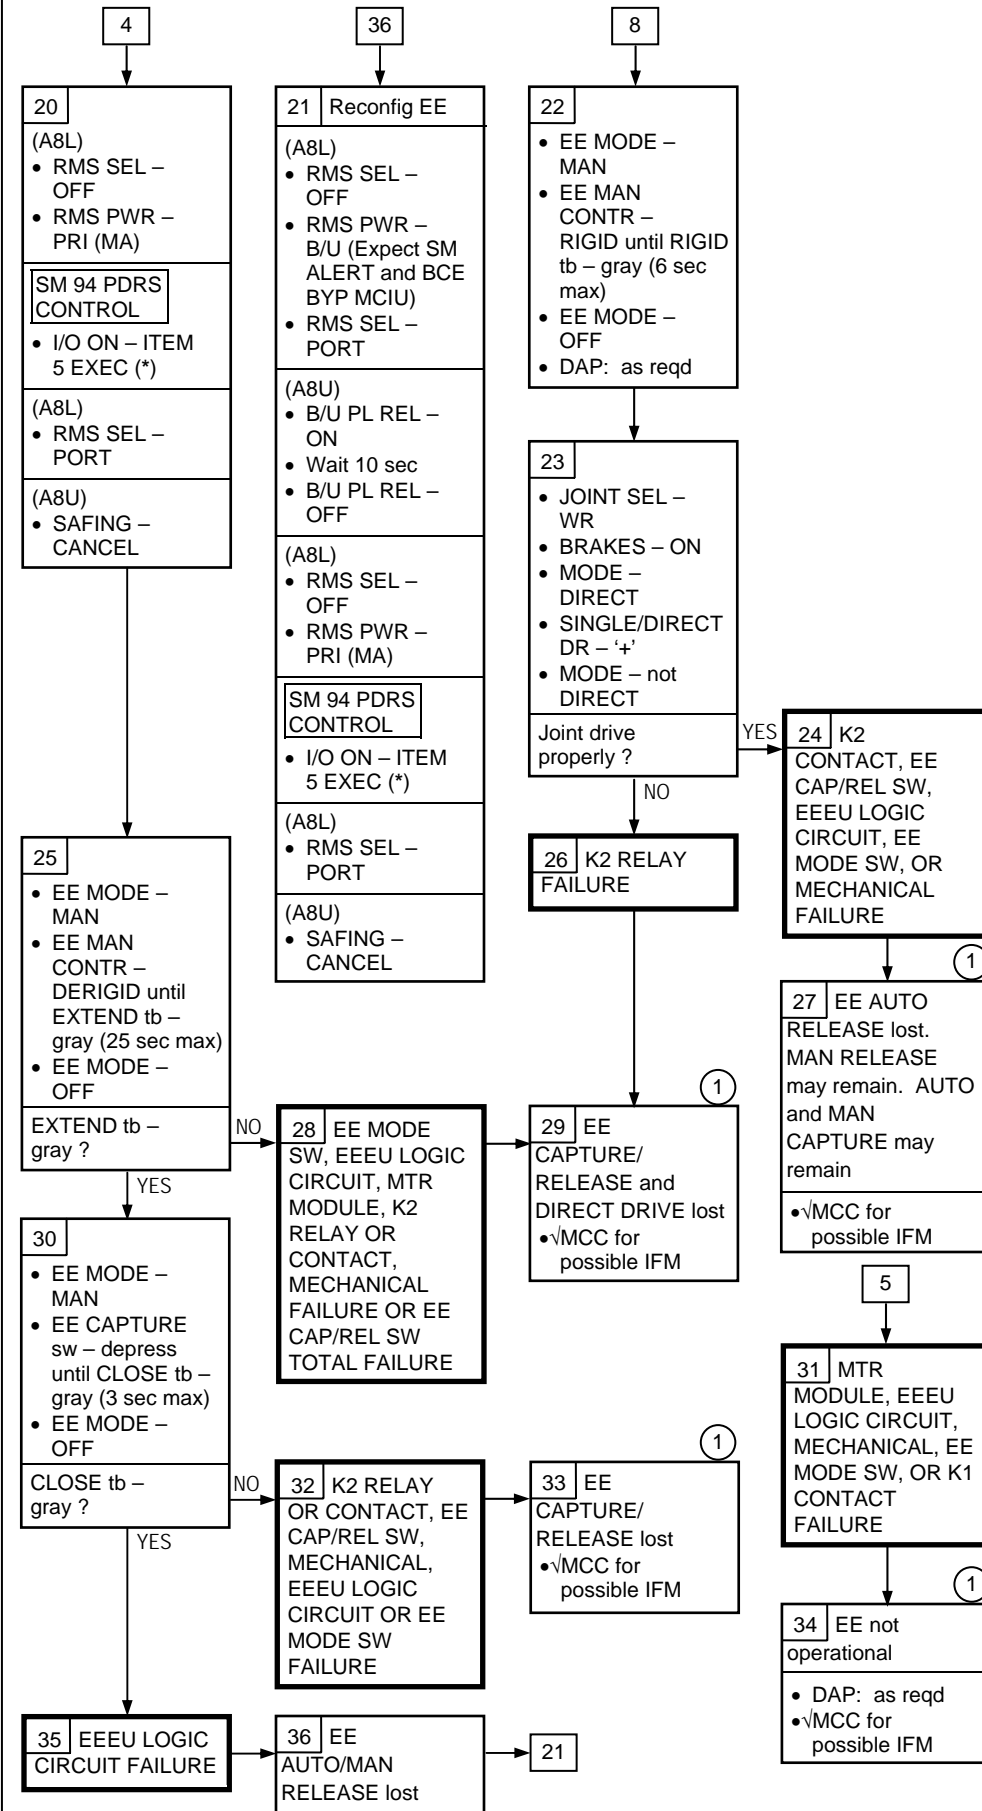 4
20
(A8L)
• RMS SEL –
OFF
• RMS PWR –
PRI (MA)
SM 94 PDRS
CONTROL
• I/O ON – ITEM
5 EXEC (*)
(A8L)
• RMS SEL –
PORT
(A8U)
• SAFING –
CANCEL
25
• EE MODE –
MAN
• EE MAN
CONTR –
DERIGID until
EXTEND tb –
gray (25 sec max)
• EE MODE –
OFF
EXTEND tb –
gray ?
NO
YES
30
• EE MODE –
MAN
• EE CAPTURE
sw – depress
until CLOSE tb –
gray (3 sec max)
• EE MODE –
OFF
CLOSE tb –
gray ?
NO
YES
35 EEEU LOGIC
CIRCUIT FAILURE
36
21 Reconfig EE
(A8L)
• RMS SEL –
OFF
• RMS PWR –
B/U (Expect SM
ALERT and BCE
BYP MCIU)
• RMS SEL –
PORT
(A8U)
• B/U PL REL –
ON
• Wait 10 sec
• B/U PL REL –
OFF
(A8L)
• RMS SEL –
OFF
• RMS PWR –
PRI (MA)
SM 94 PDRS
CONTROL
• I/O ON – ITEM
5 EXEC (*)
(A8L)
• RMS SEL –
PORT
(A8U)
• SAFING –
CANCEL
28 EE MODE
SW, EEEU LOGIC
CIRCUIT, MTR
MODULE, K2
RELAY OR
CONTACT,
MECHANICAL
FAILURE OR EE
CAP/REL SW
TOTAL FAILURE
32 K2 RELAY
OR CONTACT, EE
CAP/REL SW,
MECHANICAL,
EEEU LOGIC
CIRCUIT OR EE
MODE SW
FAILURE
36 EE
AUTO/MAN
RELEASE lost
21
8
22
• EE MODE –
MAN
• EE MAN
CONTR –
RIGID until RIGID
tb – gray (6 sec
max)
• EE MODE –
OFF
• DAP: as reqd
23
• JOINT SEL –
WR
• BRAKES – ON
• MODE –
DIRECT
• SINGLE/DIRECT
DR – '+'
• MODE – not
DIRECT
Joint drive
properly ?
YES
NO
26 K2 RELAY
FAILURE
1
29 EE
CAPTURE/
RELEASE and
DIRECT DRIVE lost
•√MCC for
possible IFM
1
33 EE
CAPTURE/
RELEASE lost
•√MCC for
possible IFM
24 K2
CONTACT, EE
CAP/REL SW,
EEEU LOGIC
CIRCUIT, EE
MODE SW, OR
MECHANICAL
FAILURE
1
27 EE AUTO
RELEASE lost.
MAN RELEASE
may remain. AUTO
and MAN
CAPTURE may
remain
•√MCC for
possible IFM
5
31 MTR
MODULE, EEEU
LOGIC CIRCUIT,
MECHANICAL, EE
MODE SW, OR K1
CONTACT
FAILURE
1
34 EE not
operational
• DAP: as reqd
•√MCC for
possible IFM